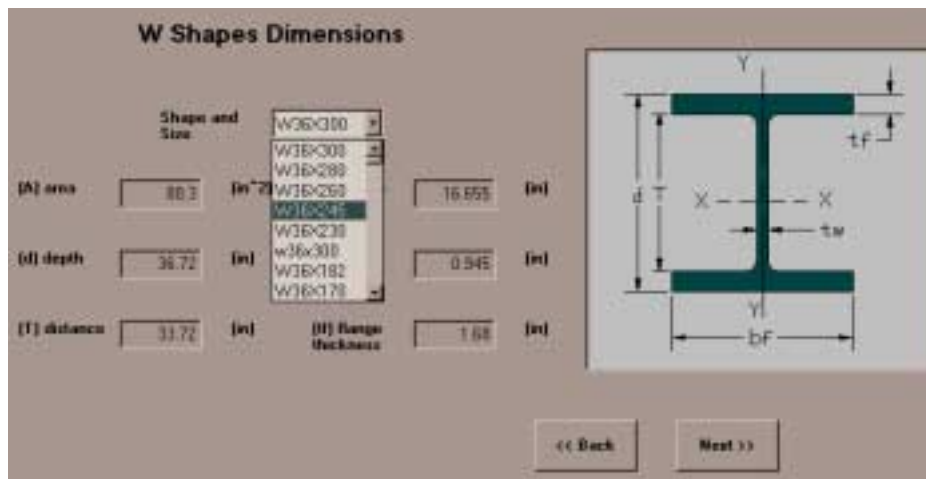 W Shapes Dimensions
Shape and
Size
W36X300
W36X300
W36X280
W36X260
W36X245
W36X230
w36x300
W36X182
W36X170
(A) area 88.3 (in^2) 16.655 (in)
(d) depth 36.72 (in) 0.945 (in)
(T) distance 33.72 (in) (tf) flange
thickness 1.68 (in)
Y
tf
d T X X
tw
Y
bF
<< Back Next >>